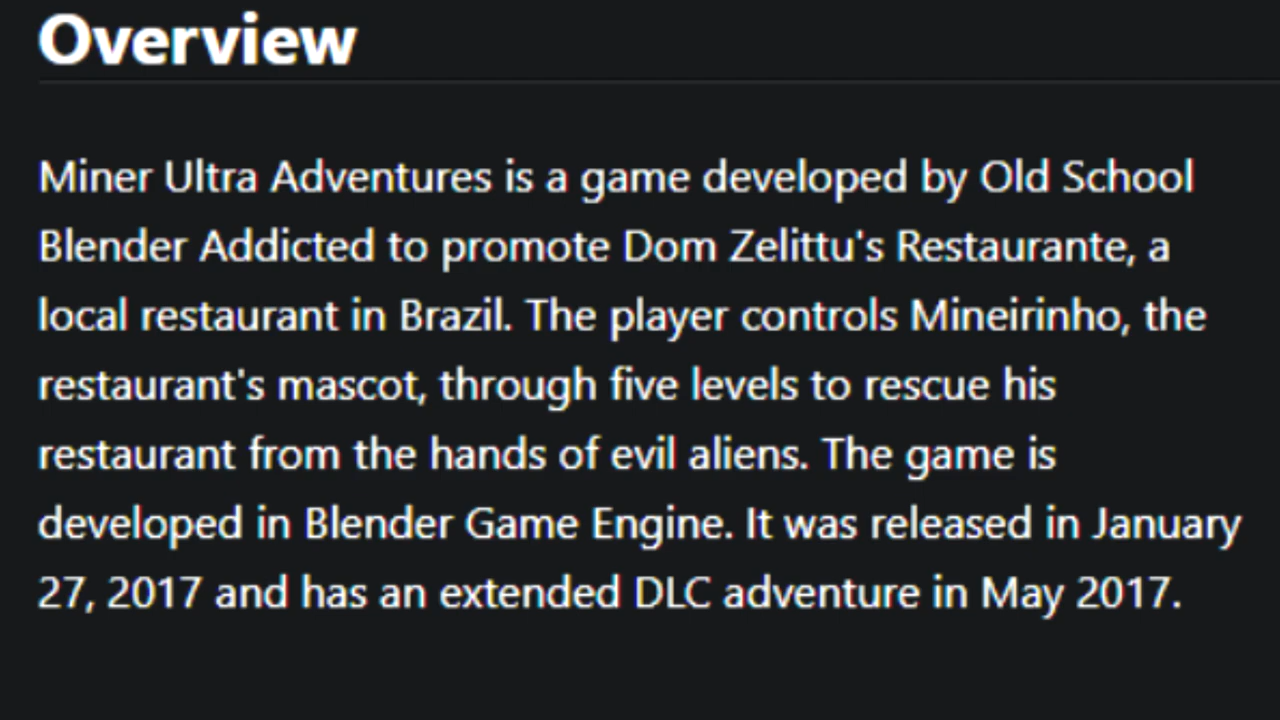 Overview
Miner Ultra Adventures is a game developed by Old School
Blender Addicted to promote Dom Zelittu's Restaurante, a
local restaurant in Brazil. The player controls Mineirinho, the
restaurant's mascot, through five levels to rescue his
restaurant from the hands of evil aliens. The game is
developed in Blender Game Engine. It was released in January
27, 2017 and has an extended DLC adventure in May 2017.